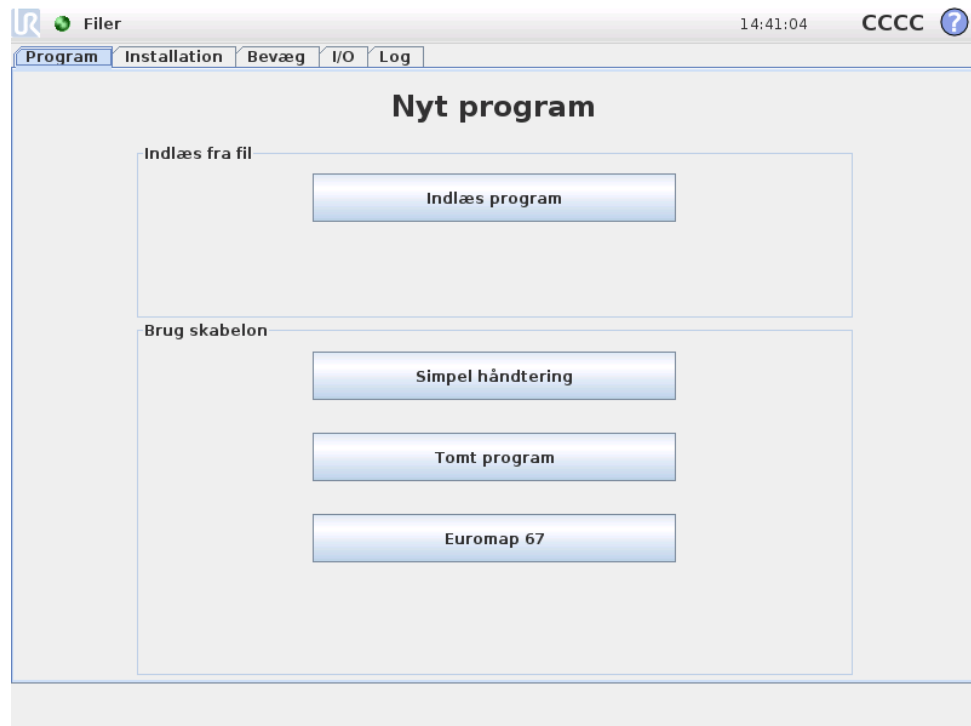 UR Filer 14:41:04 CCCC ?
Program Installation Bevæg I/O Log
Nyt program
Indlæs fra fil
Indlæs program
Brug skabelon
Simpel håndtering
Tomt program
Euromap 67